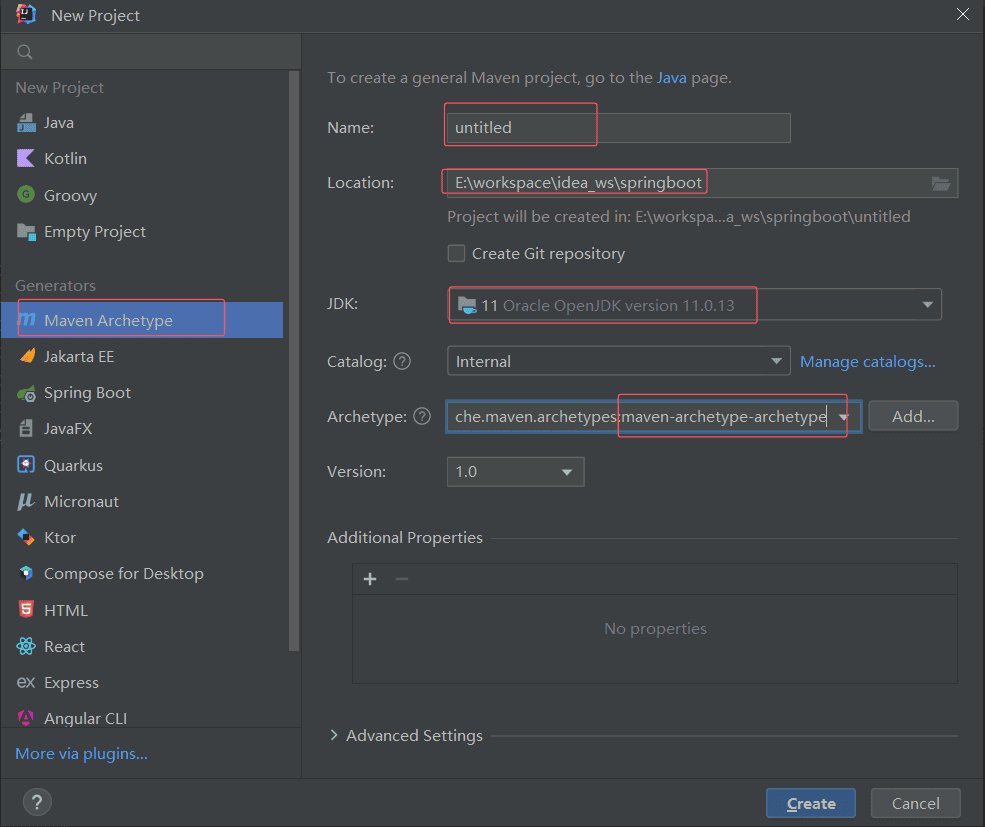 New Project
New Project
Java
Kotlin
Groovy
Empty Project
Generators
Maven Archetype
Jakarta EE
Spring Boot
JavaFX
Quarkus
Micronaut
Ktor
Compose for Desktop
HTML
React
ex Express
Angular CLI
More via plugins...
To create a general Maven project, go to the Java page.
Name: untitled
Location: E:\workspace\idea_ws\springboot
Project will be created in: E:\workspa...a_ws\springboot\untitled
Create Git repository
JDK: 11 Oracle OpenJDK version 11.0.13
Catalog: ? Internal Manage catalogs...
Archetype: ? che.maven.archetypes:maven-archetype-archetype Add...
Version: 1.0
Additional Properties
+ −
No properties
Advanced Settings
? Create Cancel